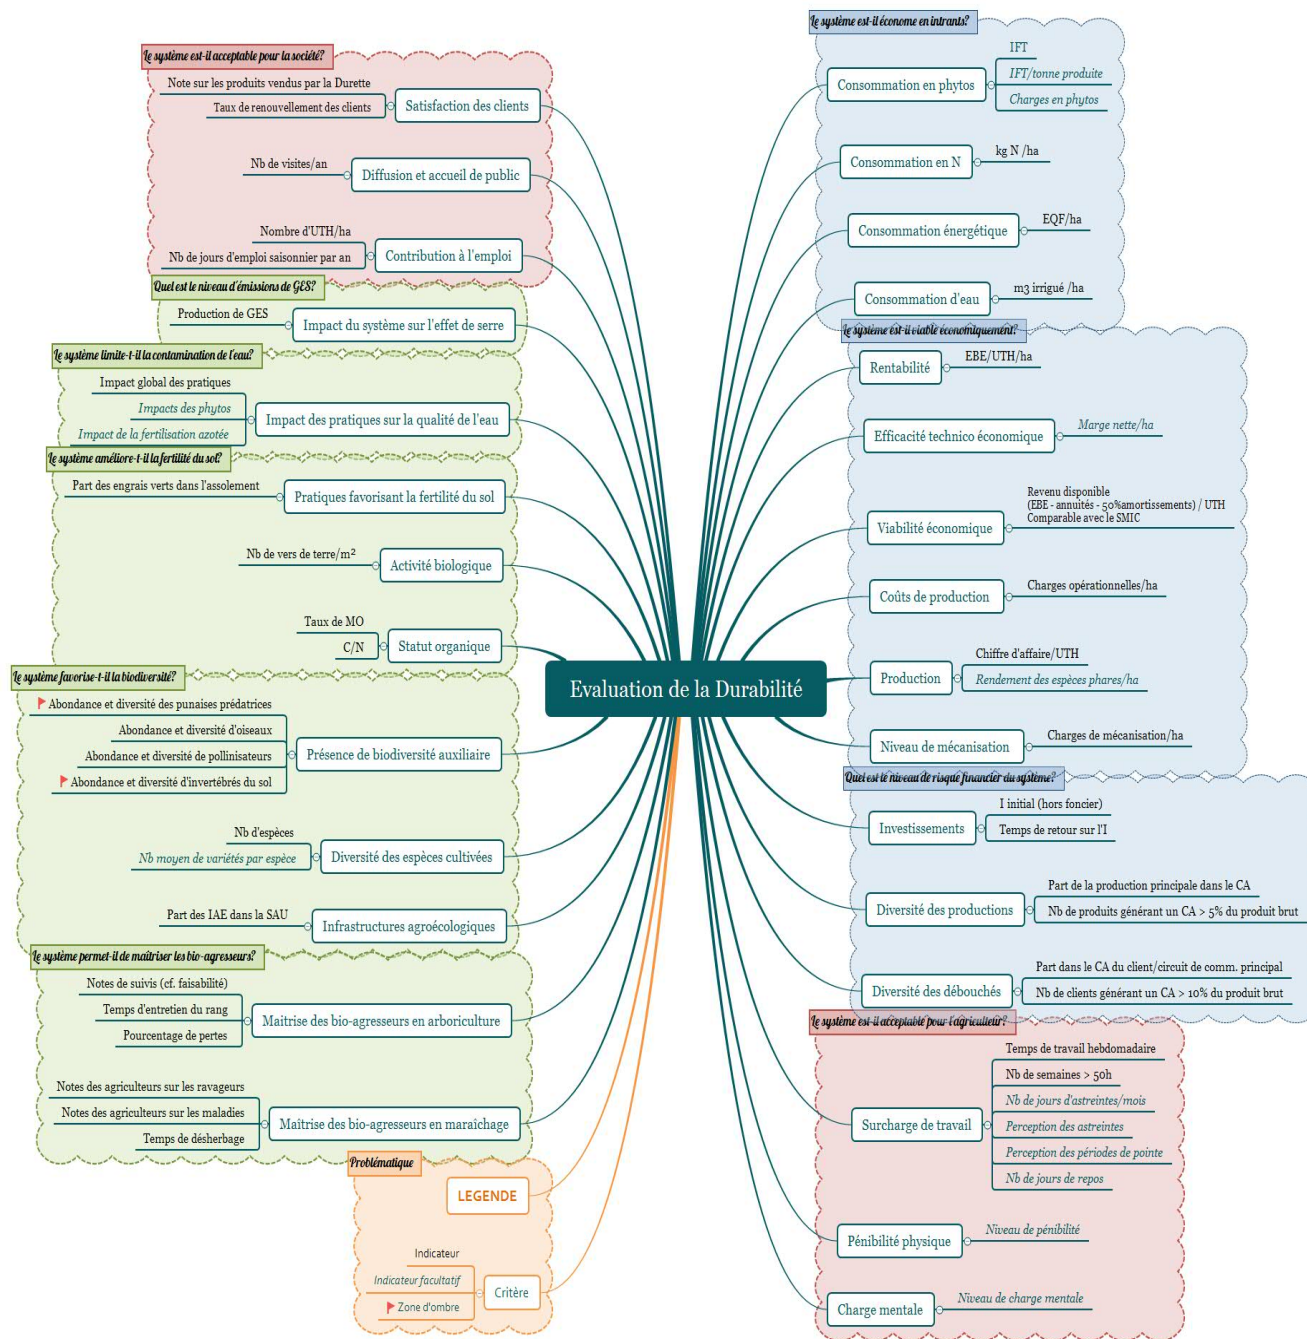 Le système est-il acceptable pour la société?
Note sur les produits vendus par la Durette
Taux de renouvellement des clients
Satisfaction des clients
Nb de visites/an
Diffusion et accueil de public
Nombre d'UTH/ha
Nb de jours d'emploi saisonnier par an
Contribution à l'emploi
Quel est le niveau d'émissions de GES?
Production de GES
Impact du système sur l'effet de serre
Le système limite-t-il la contamination de l'eau?
Impact global des pratiques
Impacts des phytos
Impact de la fertilisation azotée
Impact des pratiques sur la qualité de l'eau
Le système améliore-t-il la fertilité du sol?
Part des engrais verts dans l'assolement
Pratiques favorisant la fertilité du sol
Nb de vers de terre/m²
Activité biologique
Taux de MO
C/N
Statut organique
Le système favorise-t-il la biodiversité?
Abondance et diversité des punaises prédatrices
Abondance et diversité d'oiseaux
Abondance et diversité de pollinisateurs
Abondance et diversité d'invertébrés du sol
Présence de biodiversité auxiliaire
Nb d'espèces
Nb moyen de variétés par espèce
Diversité des espèces cultivées
Part des IAE dans la SAU
Infrastructures agroécologiques
Le système permet-il de maîtriser les bio-agresseurs?
Notes de suivis (cf. faisabilité)
Temps d'entretien du rang
Pourcentage de pertes
Maitrise des bio-agresseurs en arboriculture
Notes des agriculteurs sur les ravageurs
Notes des agriculteurs sur les maladies
Temps de désherbage
Maîtrise des bio-agresseurs en maraîchage
Problématique
LEGENDE
Indicateur
Indicateur facultatif
Zone d'ombre
Critère
Evaluation de la Durabilité
Le système est-il économe en intrants?
Consommation en phytos
IFT
IFT/tonne produite
Charges en phytos
Consommation en N
kg N /ha
Consommation énergétique
EQF/ha
Consommation d'eau
m3 irrigué /ha
Le système est-il viable économiquement?
Rentabilité
EBE/UTH/ha
Efficacité technico économique
Marge nette/ha
Viabilité économique
Revenu disponible
(EBE - annuités - 50%amortissements) / UTH
Comparable avec le SMIC
Coûts de production
Charges opérationnelles/ha
Production
Chiffre d'affaire/UTH
Rendement des espèces phares/ha
Niveau de mécanisation
Charges de mécanisation/ha
Quel est le niveau de risque financier du système?
Investissements
I initial (hors foncier)
Temps de retour sur l'I
Diversité des productions
Part de la production principale dans le CA
Nb de produits générant un CA > 5% du produit brut
Diversité des débouchés
Part dans le CA du client/circuit de comm. principal
Nb de clients générant un CA > 10% du produit brut
Le système est-il acceptable pour l'agriculteur?
Surcharge de travail
Temps de travail hebdomadaire
Nb de semaines > 50h
Nb de jours d'astreintes/mois
Perception des astreintes
Perception des périodes de pointe
Nb de jours de repos
Pénibilité physique
Niveau de pénibilité
Charge mentale
Niveau de charge mentale